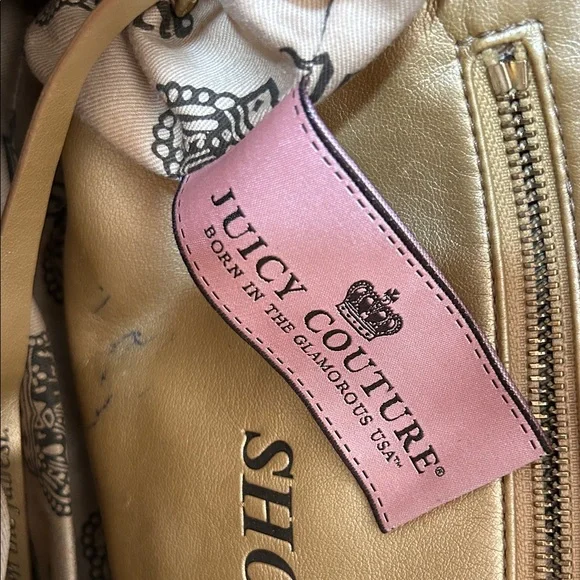 JUICY COUTURE®
BORN IN THE GLAMOROUS USA™
SHO